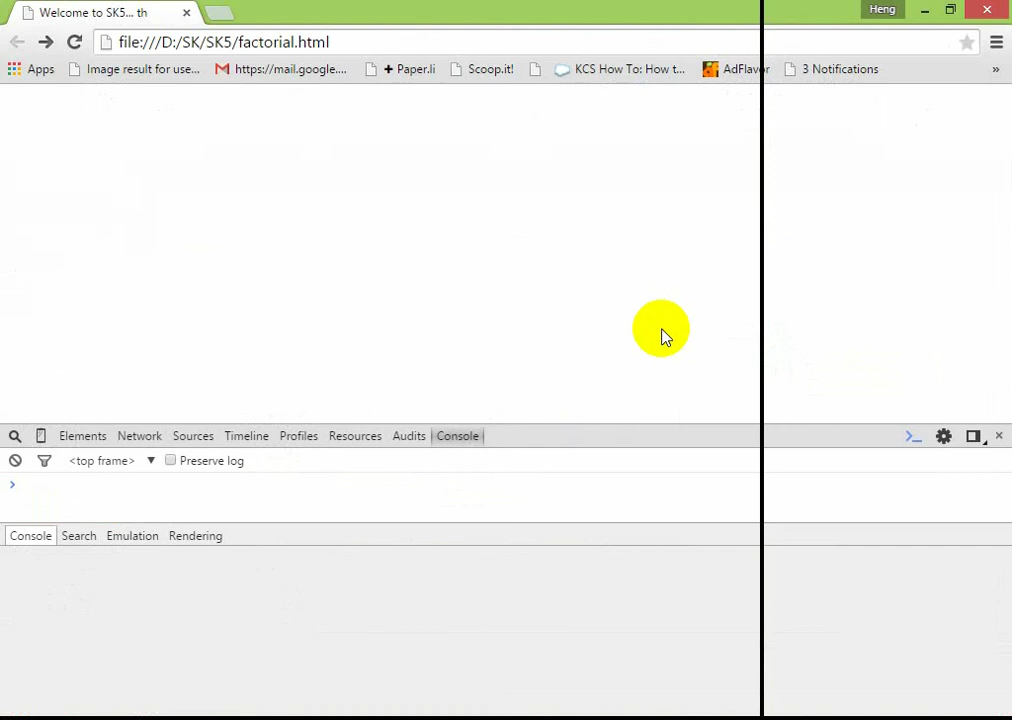 Welcome to SK5... th
Heng
file:///D:/SK/SK5/factorial.html
Apps Image result for use... https://mail.google.... + Paper.li Scoop.it! KCS How To: How t... AdFlavor 3 Notifications »
Elements Network Sources Timeline Profiles Resources Audits Console
<top frame> Preserve log
Console Search Emulation Rendering